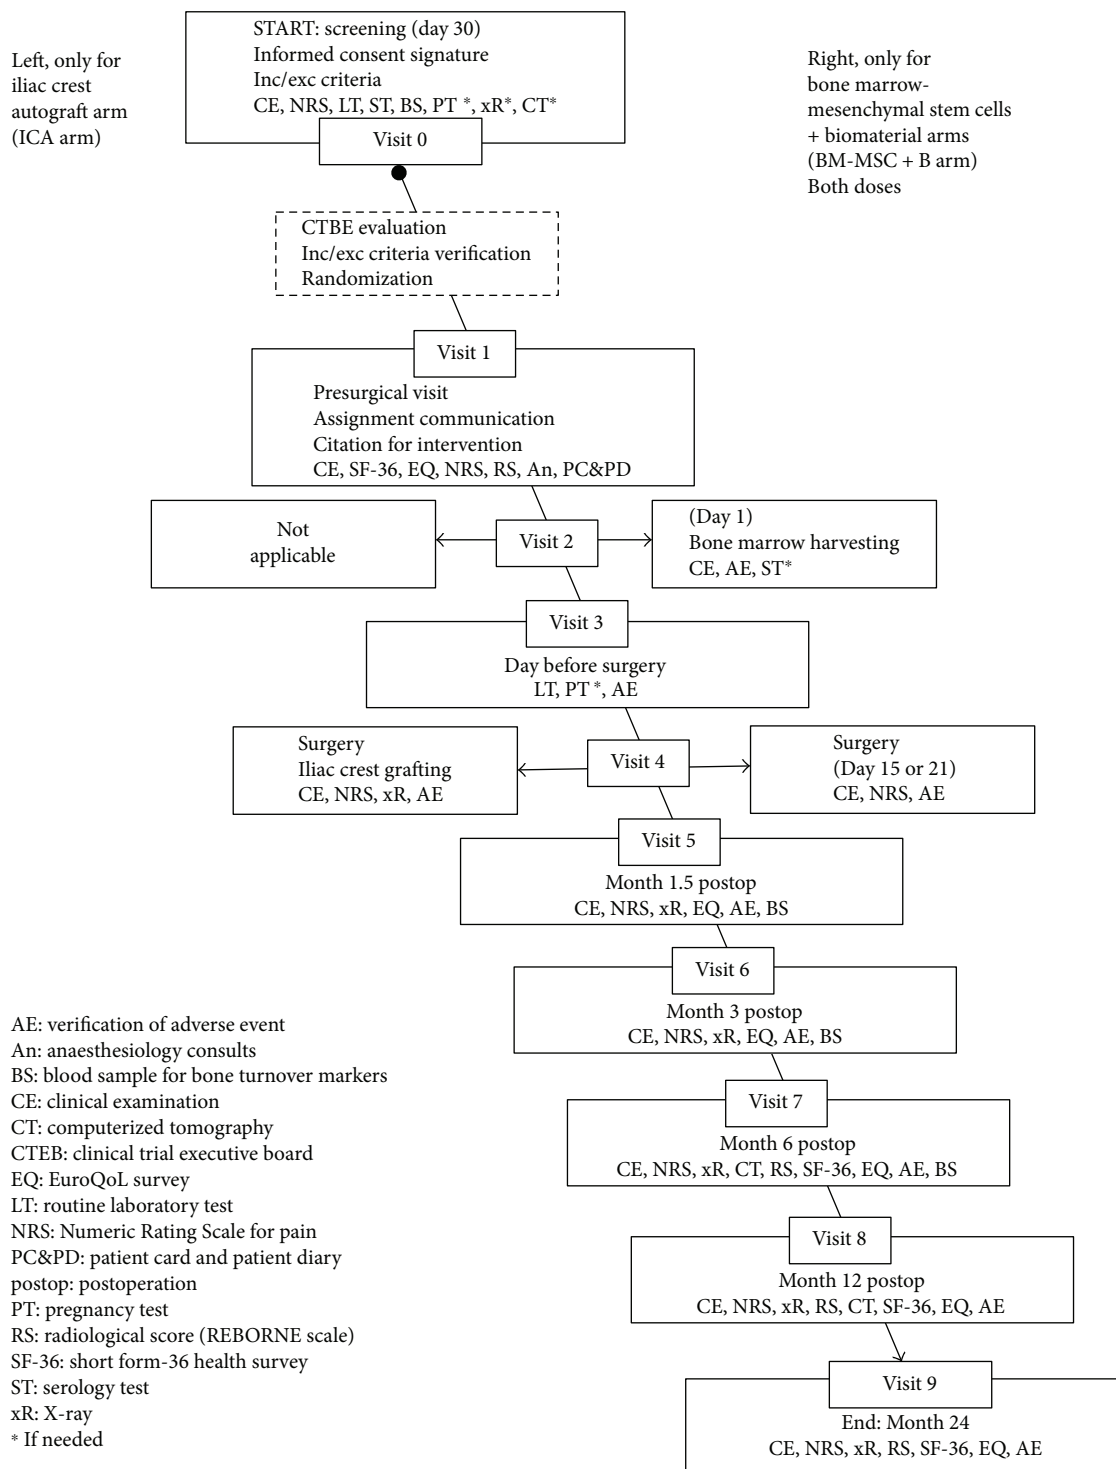 START: screening (day 30)
Informed consent signature
Inc/exc criteria
CE, NRS, LT, ST, BS, PT *, xR*, CT*
Visit 0
Left, only for
iliac crest
autograft arm
(ICA arm)
Right, only for
bone marrow-
mesenchymal stem cells
+ biomaterial arms
(BM-MSC + B arm)
Both doses
CTBE evaluation
Inc/exc criteria verification
Randomization
Visit 1
Presurgical visit
Assignment communication
Citation for intervention
CE, SF-36, EQ, NRS, RS, An, PC&PD
Not
applicable
Visit 2
(Day 1)
Bone marrow harvesting
CE, AE, ST*
Visit 3
Day before surgery
LT, PT *, AE
Surgery
Iliac crest grafting
CE, NRS, xR, AE
Visit 4
Surgery
(Day 15 or 21)
CE, NRS, AE
Visit 5
Month 1.5 postop
CE, NRS, xR, EQ, AE, BS
Visit 6
Month 3 postop
CE, NRS, xR, EQ, AE, BS
Visit 7
Month 6 postop
CE, NRS, xR, CT, RS, SF-36, EQ, AE, BS
Visit 8
Month 12 postop
CE, NRS, xR, RS, CT, SF-36, EQ, AE
Visit 9
End: Month 24
CE, NRS, xR, RS, SF-36, EQ, AE
AE: verification of adverse event
An: anaesthesiology consults
BS: blood sample for bone turnover markers
CE: clinical examination
CT: computerized tomography
CTEB: clinical trial executive board
EQ: EuroQoL survey
LT: routine laboratory test
NRS: Numeric Rating Scale for pain
PC&PD: patient card and patient diary
postop: postoperation
PT: pregnancy test
RS: radiological score (REBORNE scale)
SF-36: short form-36 health survey
ST: serology test
xR: X-ray
* If needed